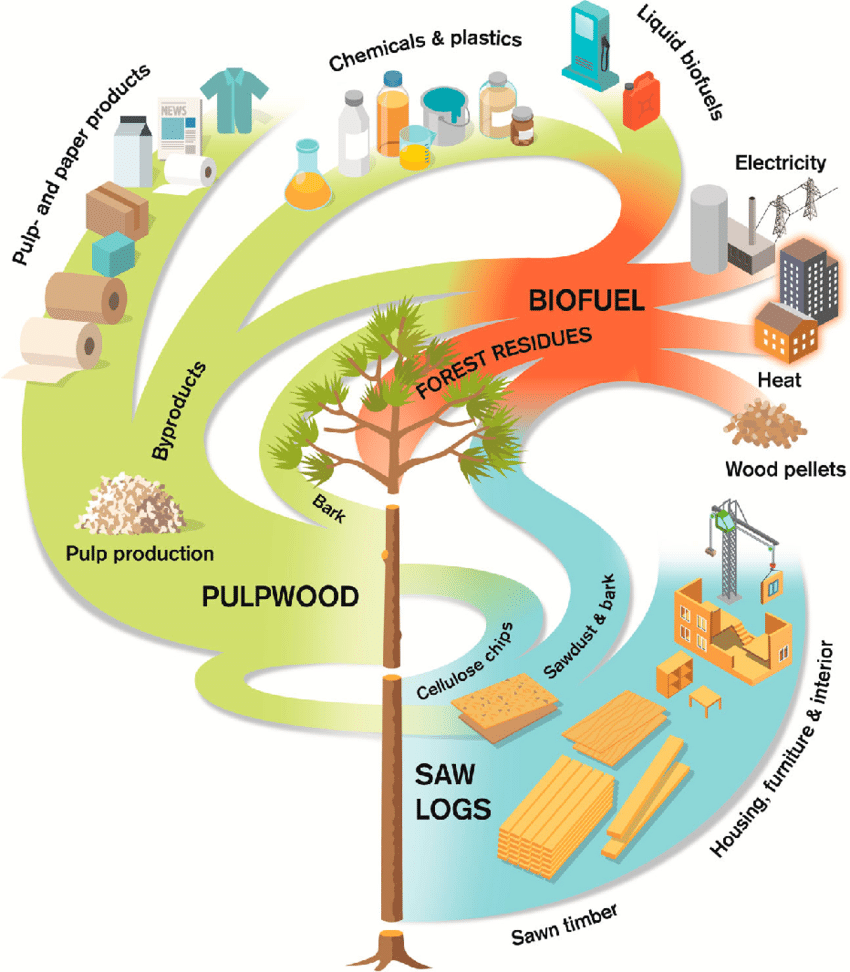 Chemicals & plastics
Liquid biofuels
Pulp- and paper products
NEWS
Electricity
BIOFUEL
FOREST RESIDUES
Heat
Byproducts
Wood pellets
Bark
Pulp production
PULPWOOD
Cellulose chips
Sawdust & bark
SAW
LOGS
Housing, furniture & interior
Sawn timber